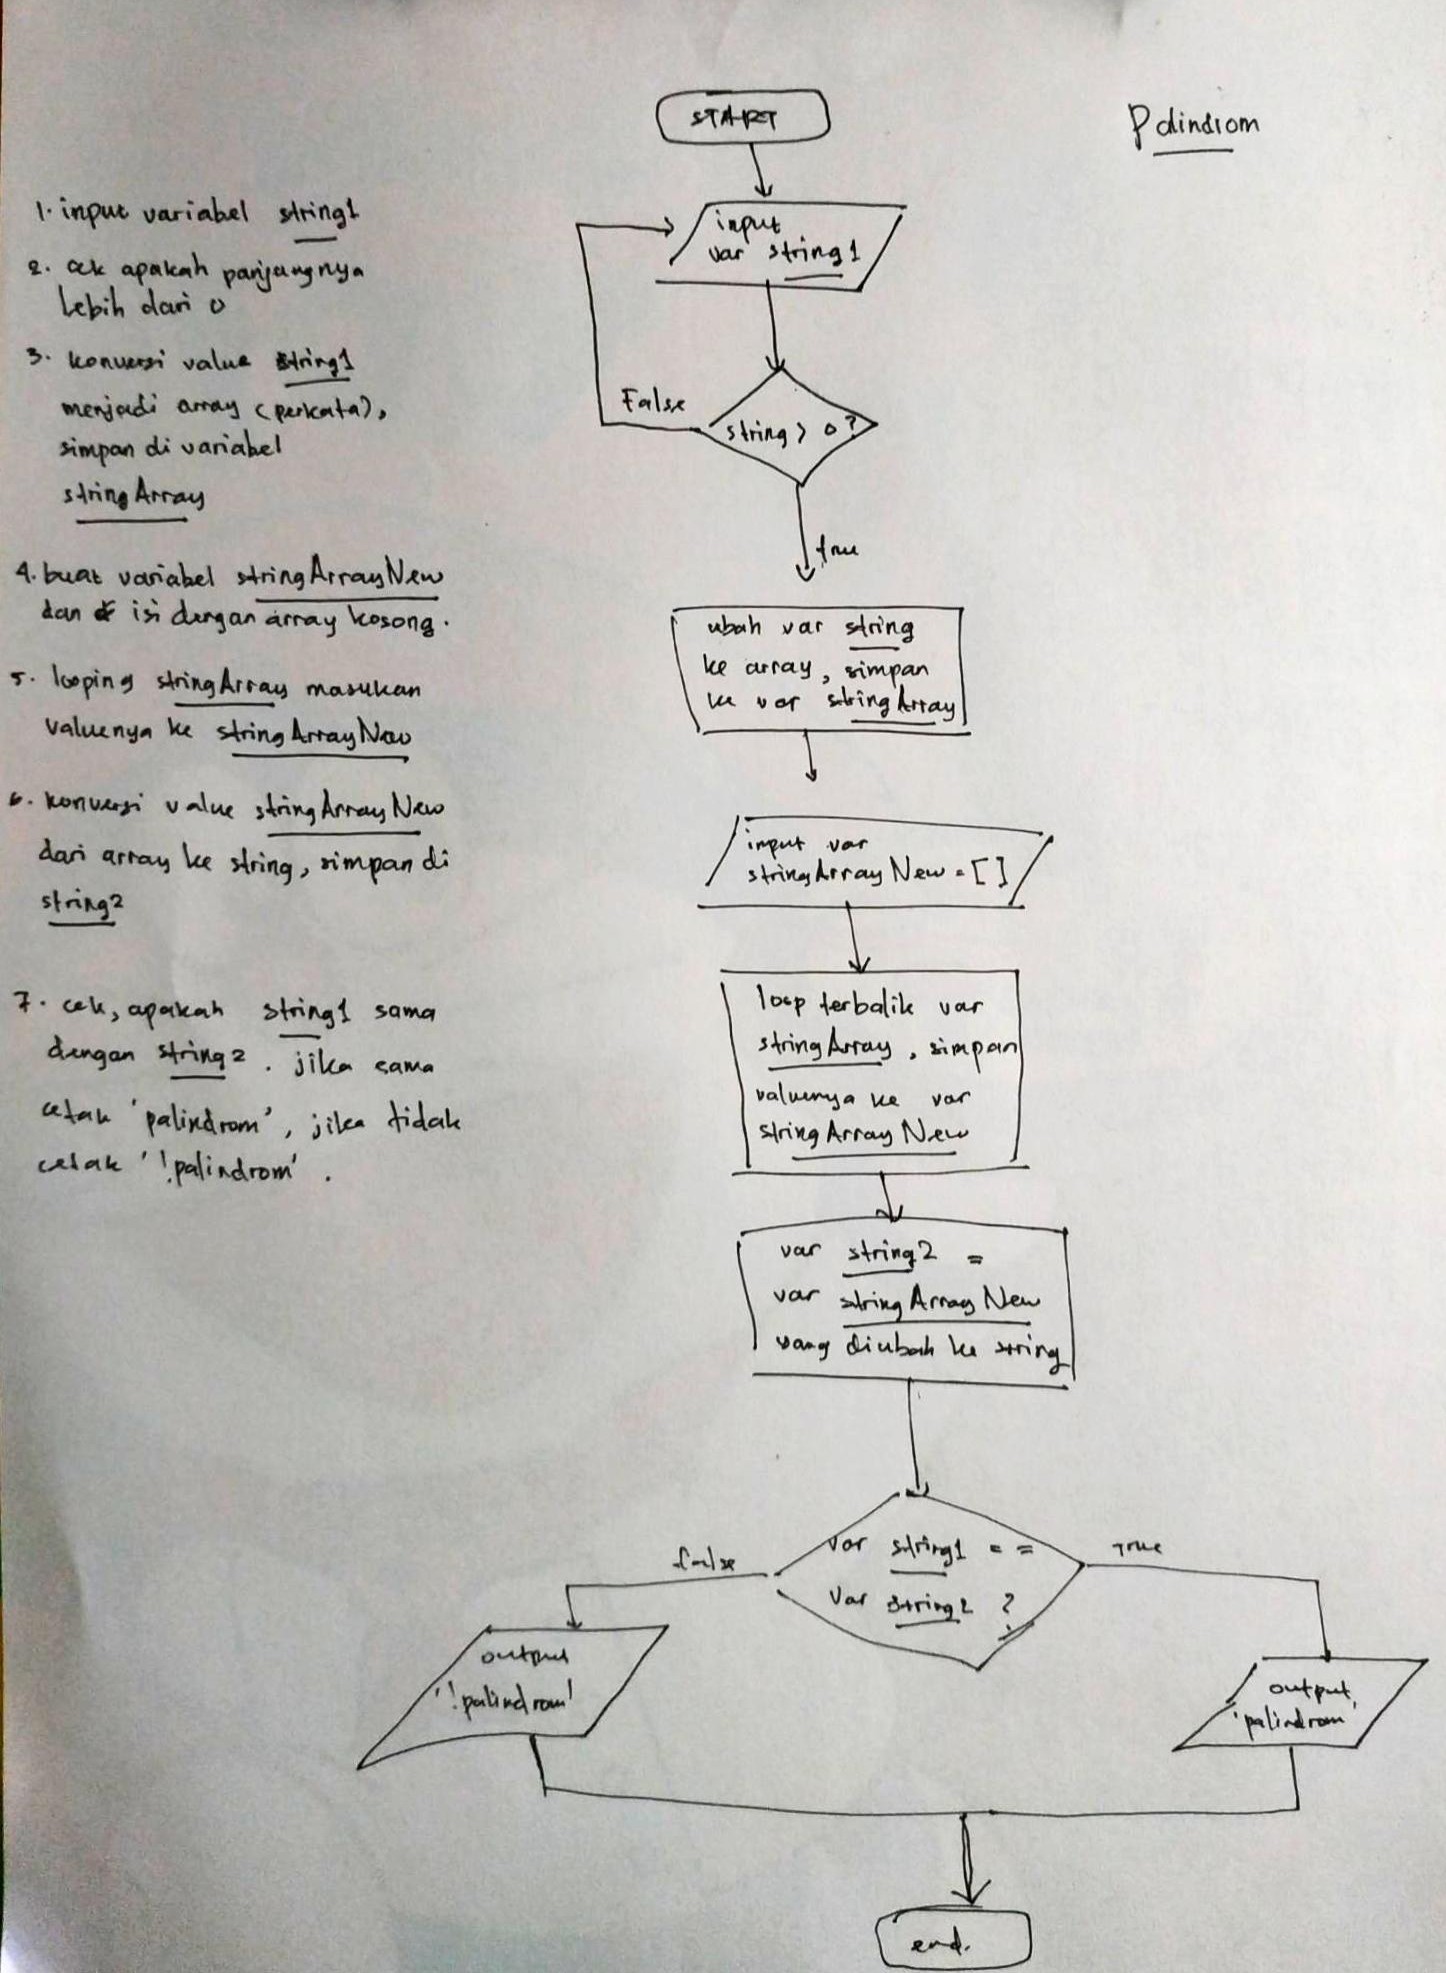 Palindrom
1. input variabel string1
2. cek apakah panjangnya
lebih dari 0
3. konversi value string1
menjadi array (perkata),
simpan di variabel
stringArray
4. buat variabel stringArrayNew
dan isi dengan array kosong.
5. looping stringArray masukan
valuenya ke stringArrayNew
6. konversi value stringArrayNew
dari array ke string, simpan di
string2
7. cek, apakah string1 sama
dengan string2. jika sama
cetak 'palindrom', jika tidak
cetak '!palindrom'.
START
input
var string1
string > 0?
False
true
ubah var string
ke array, simpan
ke var stringArray
input var
stringArrayNew = []
loop terbalik var
stringArray, simpan
valuenya ke var
stringArrayNew
var string2 =
var stringArrayNew
yang diubah ke string
var string1 ==
var string2 ?
false
true
output
'!palindrom'
output
'palindrom'
end.